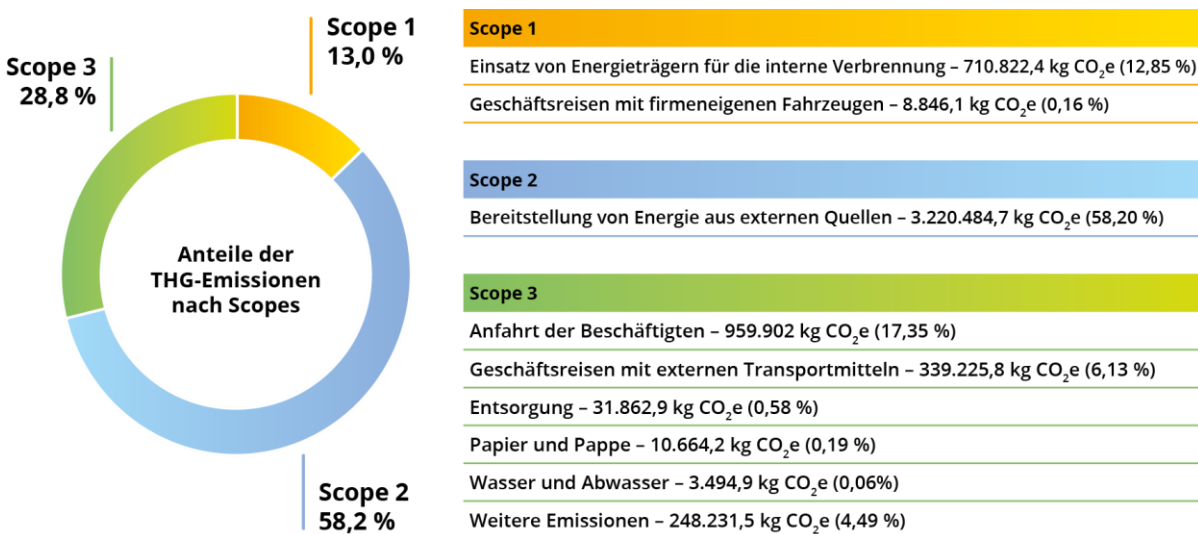 Scope 1
13,0 %
Scope 3
28,8 %
Anteile der
THG-Emissionen
nach Scopes
Scope 2
58,2 %
Scope 1
Einsatz von Energieträgern für die interne Verbrennung – 710.822,4 kg CO₂e (12,85 %)
Geschäftsreisen mit firmeneigenen Fahrzeugen – 8.846,1 kg CO₂e (0,16 %)
Scope 2
Bereitstellung von Energie aus externen Quellen – 3.220.484,7 kg CO₂e (58,20 %)
Scope 3
Anfahrt der Beschäftigten – 959.902 kg CO₂e (17,35 %)
Geschäftsreisen mit externen Transportmitteln – 339.225,8 kg CO₂e (6,13 %)
Entsorgung – 31.862,9 kg CO₂e (0,58 %)
Papier und Pappe – 10.664,2 kg CO₂e (0,19 %)
Wasser und Abwasser – 3.494,9 kg CO₂e (0,06%)
Weitere Emissionen – 248.231,5 kg CO₂e (4,49 %)